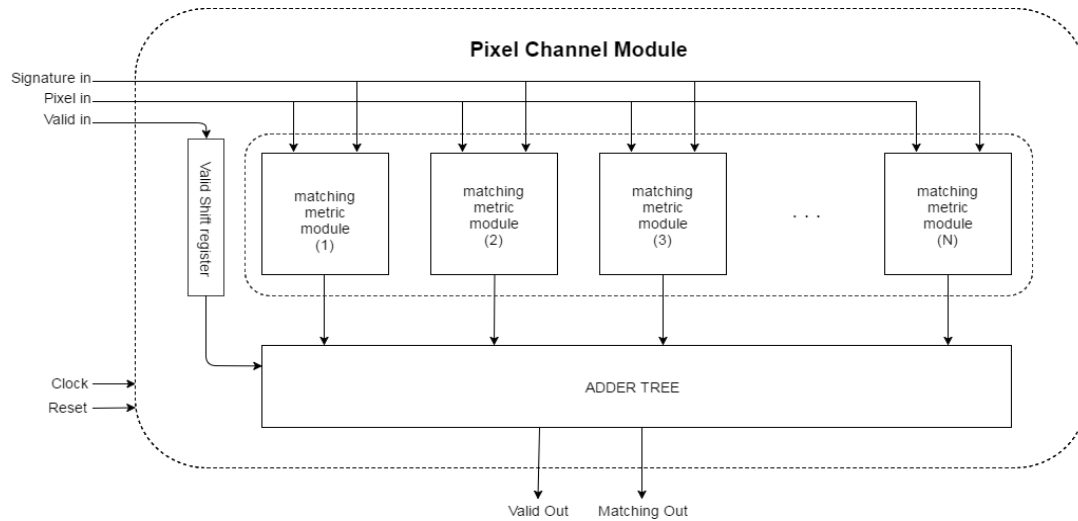 Pixel Channel Module
Signature in
Pixel in
Valid in
Valid Shift register
matching
metric
module
(1)
matching
metric
module
(2)
matching
metric
module
(3)
. . .
matching
metric
module
(N)
Clock
Reset
ADDER TREE
Valid Out
Matching Out